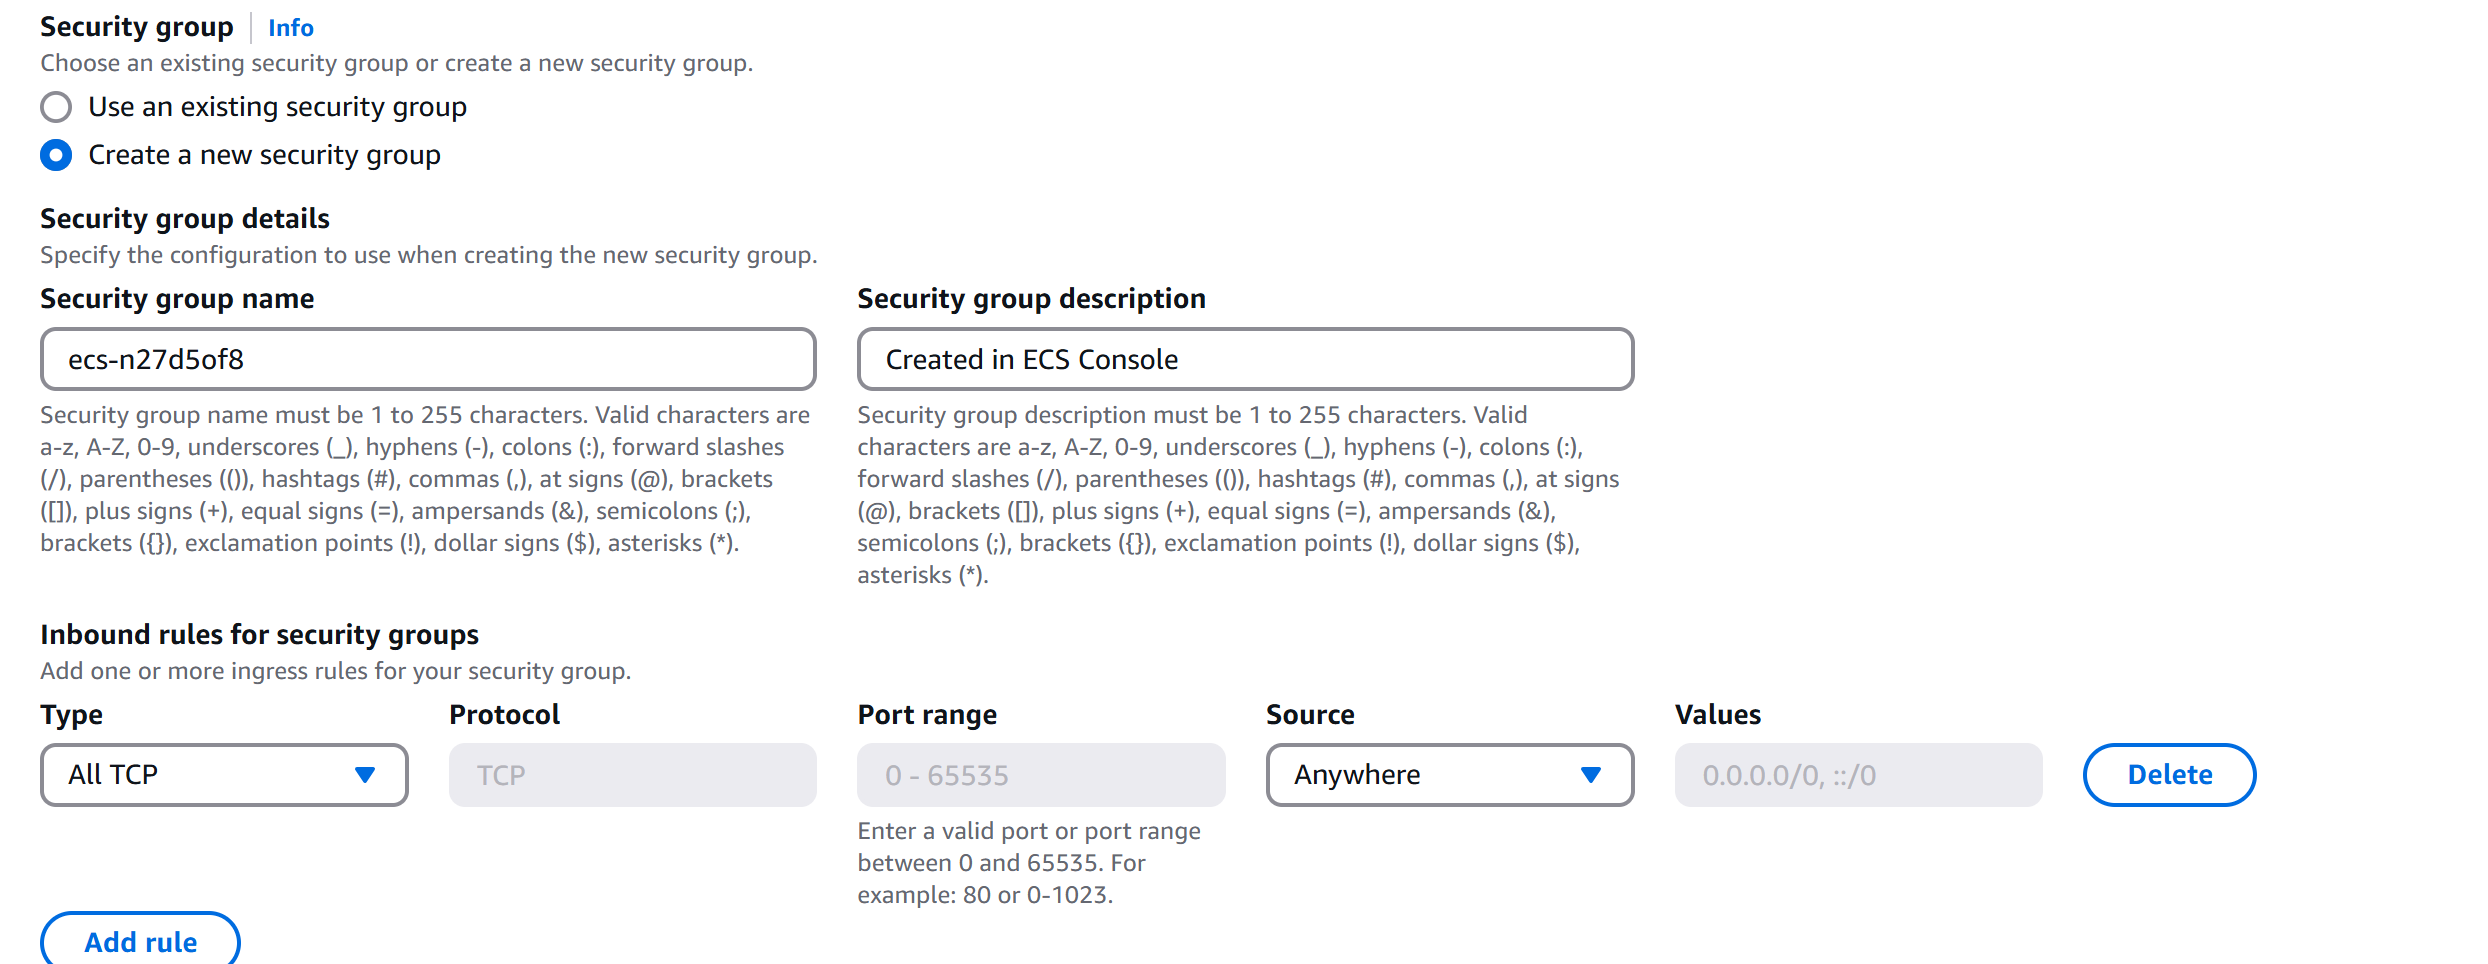 Security group Info
Choose an existing security group or create a new security group.
Use an existing security group
Create a new security group
Security group details
Specify the configuration to use when creating the new security group.
Security group name
ecs-n27d5of8
Security group name must be 1 to 255 characters. Valid characters are
a-z, A-Z, 0-9, underscores (_), hyphens (-), colons (:), forward slashes
(/), parentheses (()), hashtags (#), commas (,), at signs (@), brackets
([]), plus signs (+), equal signs (=), ampersands (&), semicolons (;),
brackets ({}), exclamation points (!), dollar signs ($), asterisks (*).
Security group description
Created in ECS Console
Security group description must be 1 to 255 characters. Valid
characters are a-z, A-Z, 0-9, underscores (_), hyphens (-), colons (:),
forward slashes (/), parentheses (()), hashtags (#), commas (,), at signs
(@), brackets ([]), plus signs (+), equal signs (=), ampersands (&),
semicolons (;), brackets ({}), exclamation points (!), dollar signs ($),
asterisks (*).
Inbound rules for security groups
Add one or more ingress rules for your security group.
Type Protocol Port range Source Values
All TCP TCP 0 - 65535 Anywhere 0.0.0.0/0, ::/0 Delete
Enter a valid port or port range
between 0 and 65535. For
example: 80 or 0-1023.
Add rule